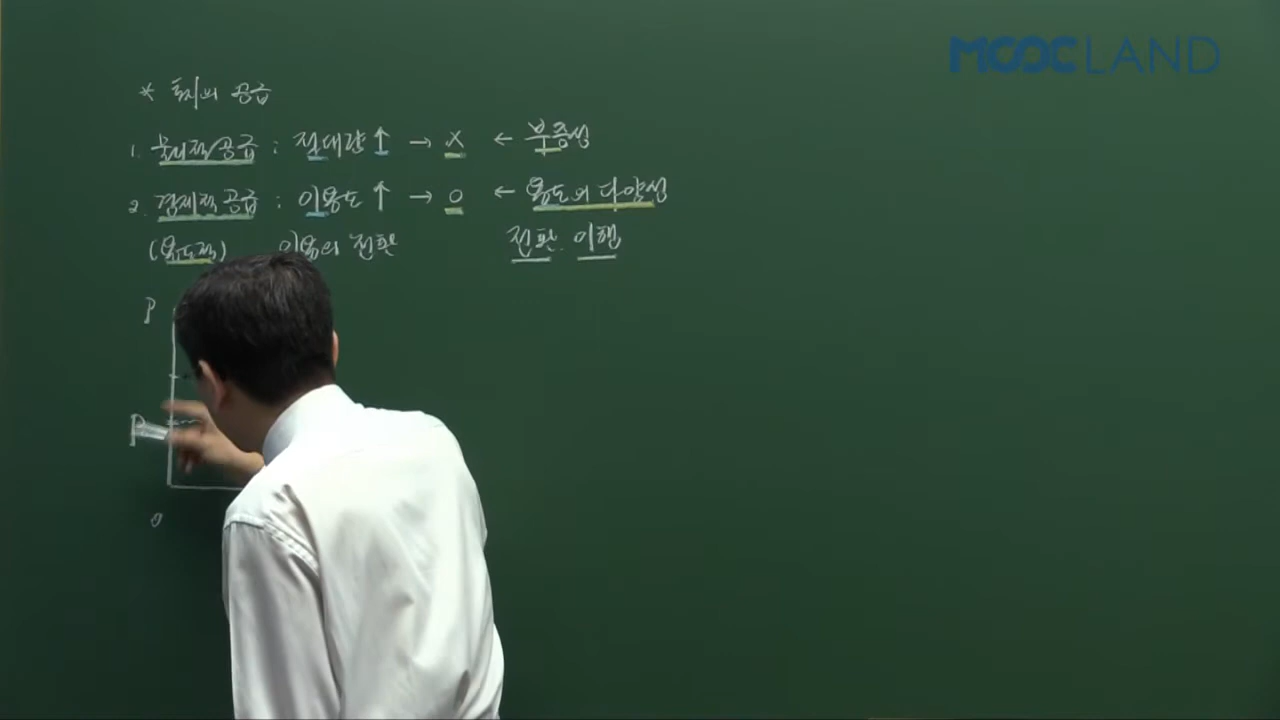 MOOC LAND
* 토지의 공급
1. 물리적 공급 : 절대량 ↑ → X ← 부증성
2. 경제적 공급 : 이용도 ↑ → O ← 용도의 다양성
(용도적) 이용의 전환 전환. 이행
P
P
0